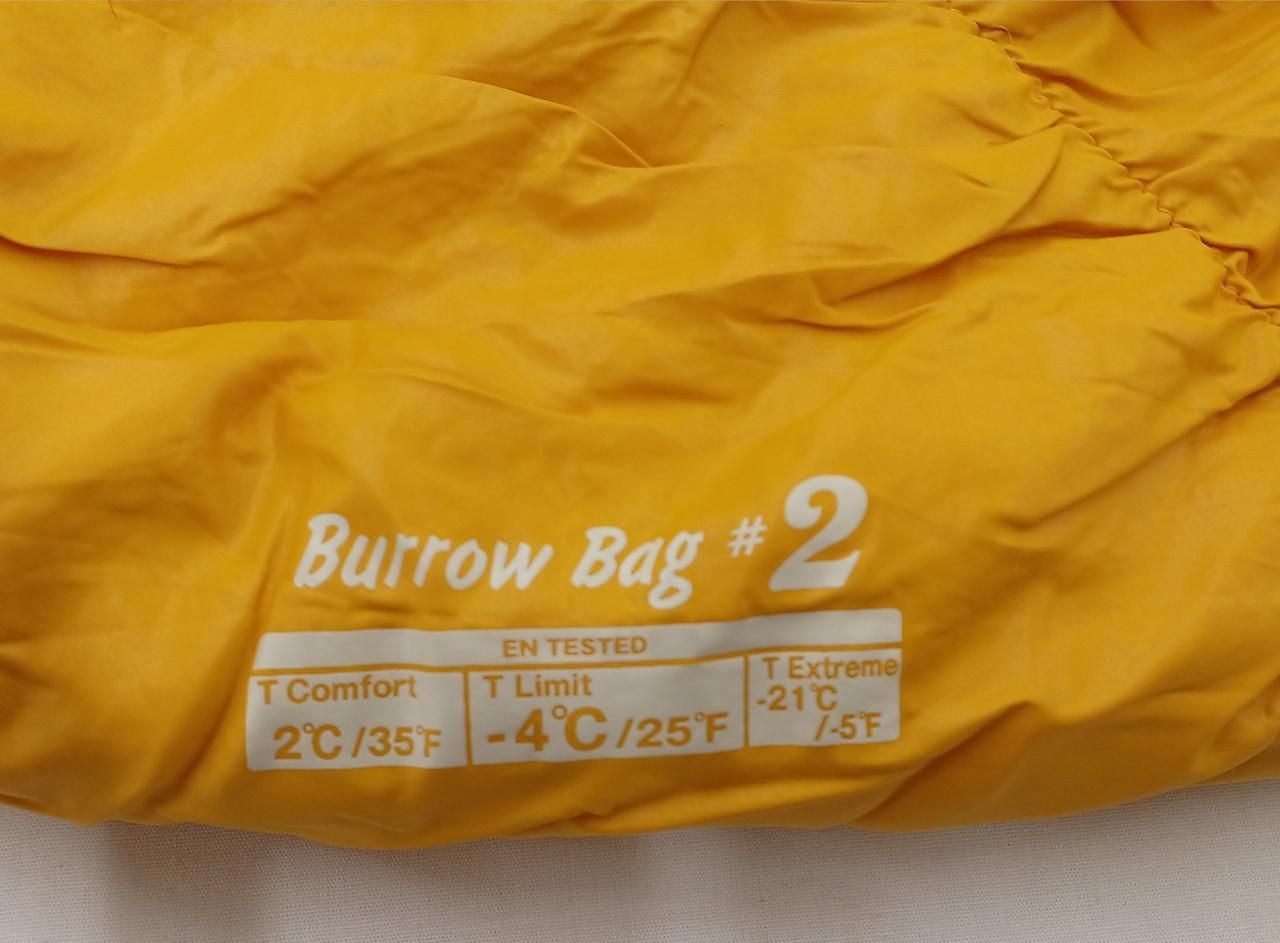 Burrow Bag #2
EN TESTED
T Comfort
2℃/35℉
T Limit
-4℃/25℉
T Extreme
-21℃
/-5℉